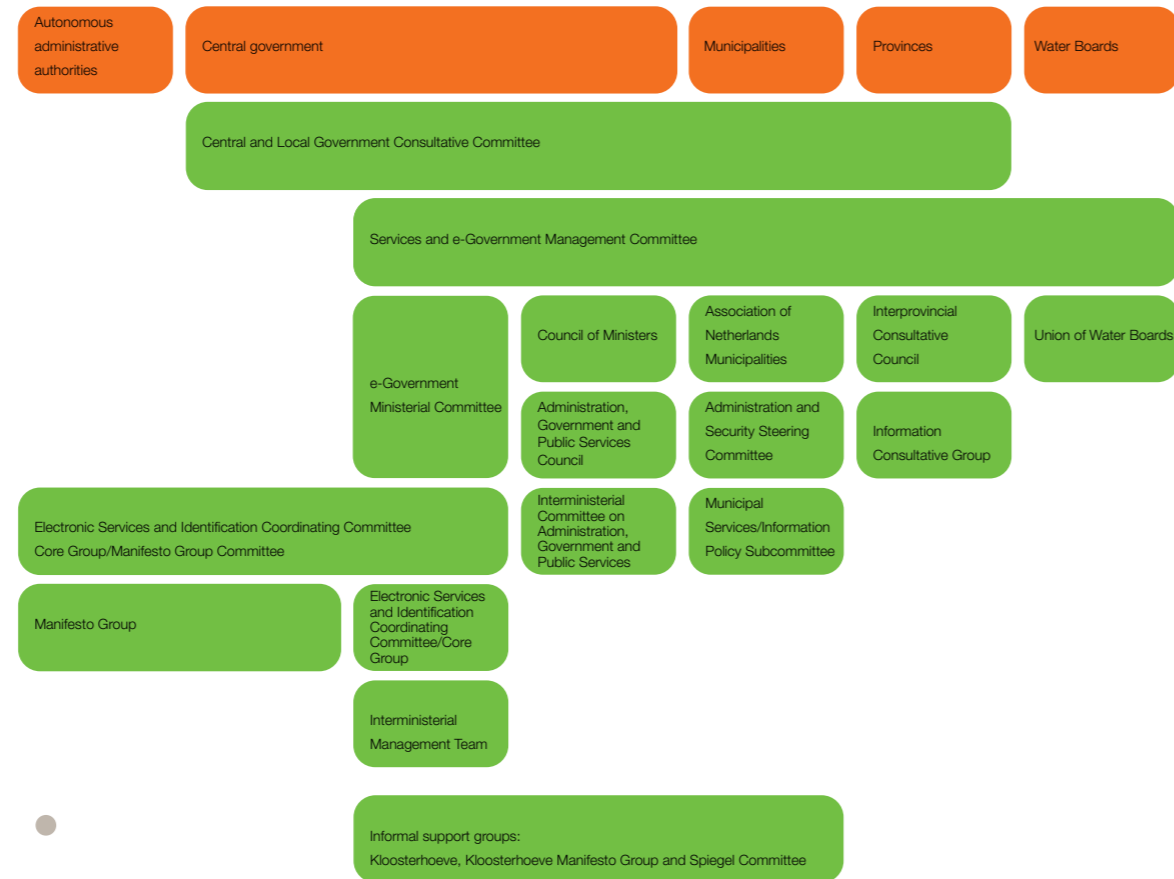 Autonomous
administrative
authorities
Central government
Municipalities
Provinces
Water Boards
Central and Local Government Consultative Committee
Services and e-Government Management Committee
e-Government
Ministerial Committee
Council of Ministers
Association of
Netherlands
Municipalities
Interprovincial
Consultative
Council
Union of Water Boards
Administration,
Government and
Public Services
Council
Administration and
Security Steering
Committee
Information
Consultative Group
Electronic Services and Identification Coordinating Committee
Core Group/Manifesto Group Committee
Interministerial
Committee on
Administration,
Government and
Public Services
Municipal
Services/Information
Policy Subcommittee
Manifesto Group
Electronic Services
and Identification
Coordinating
Committee/Core
Group
Interministerial
Management Team
Informal support groups:
Kloosterhoeve, Kloosterhoeve Manifesto Group and Spiegel Committee